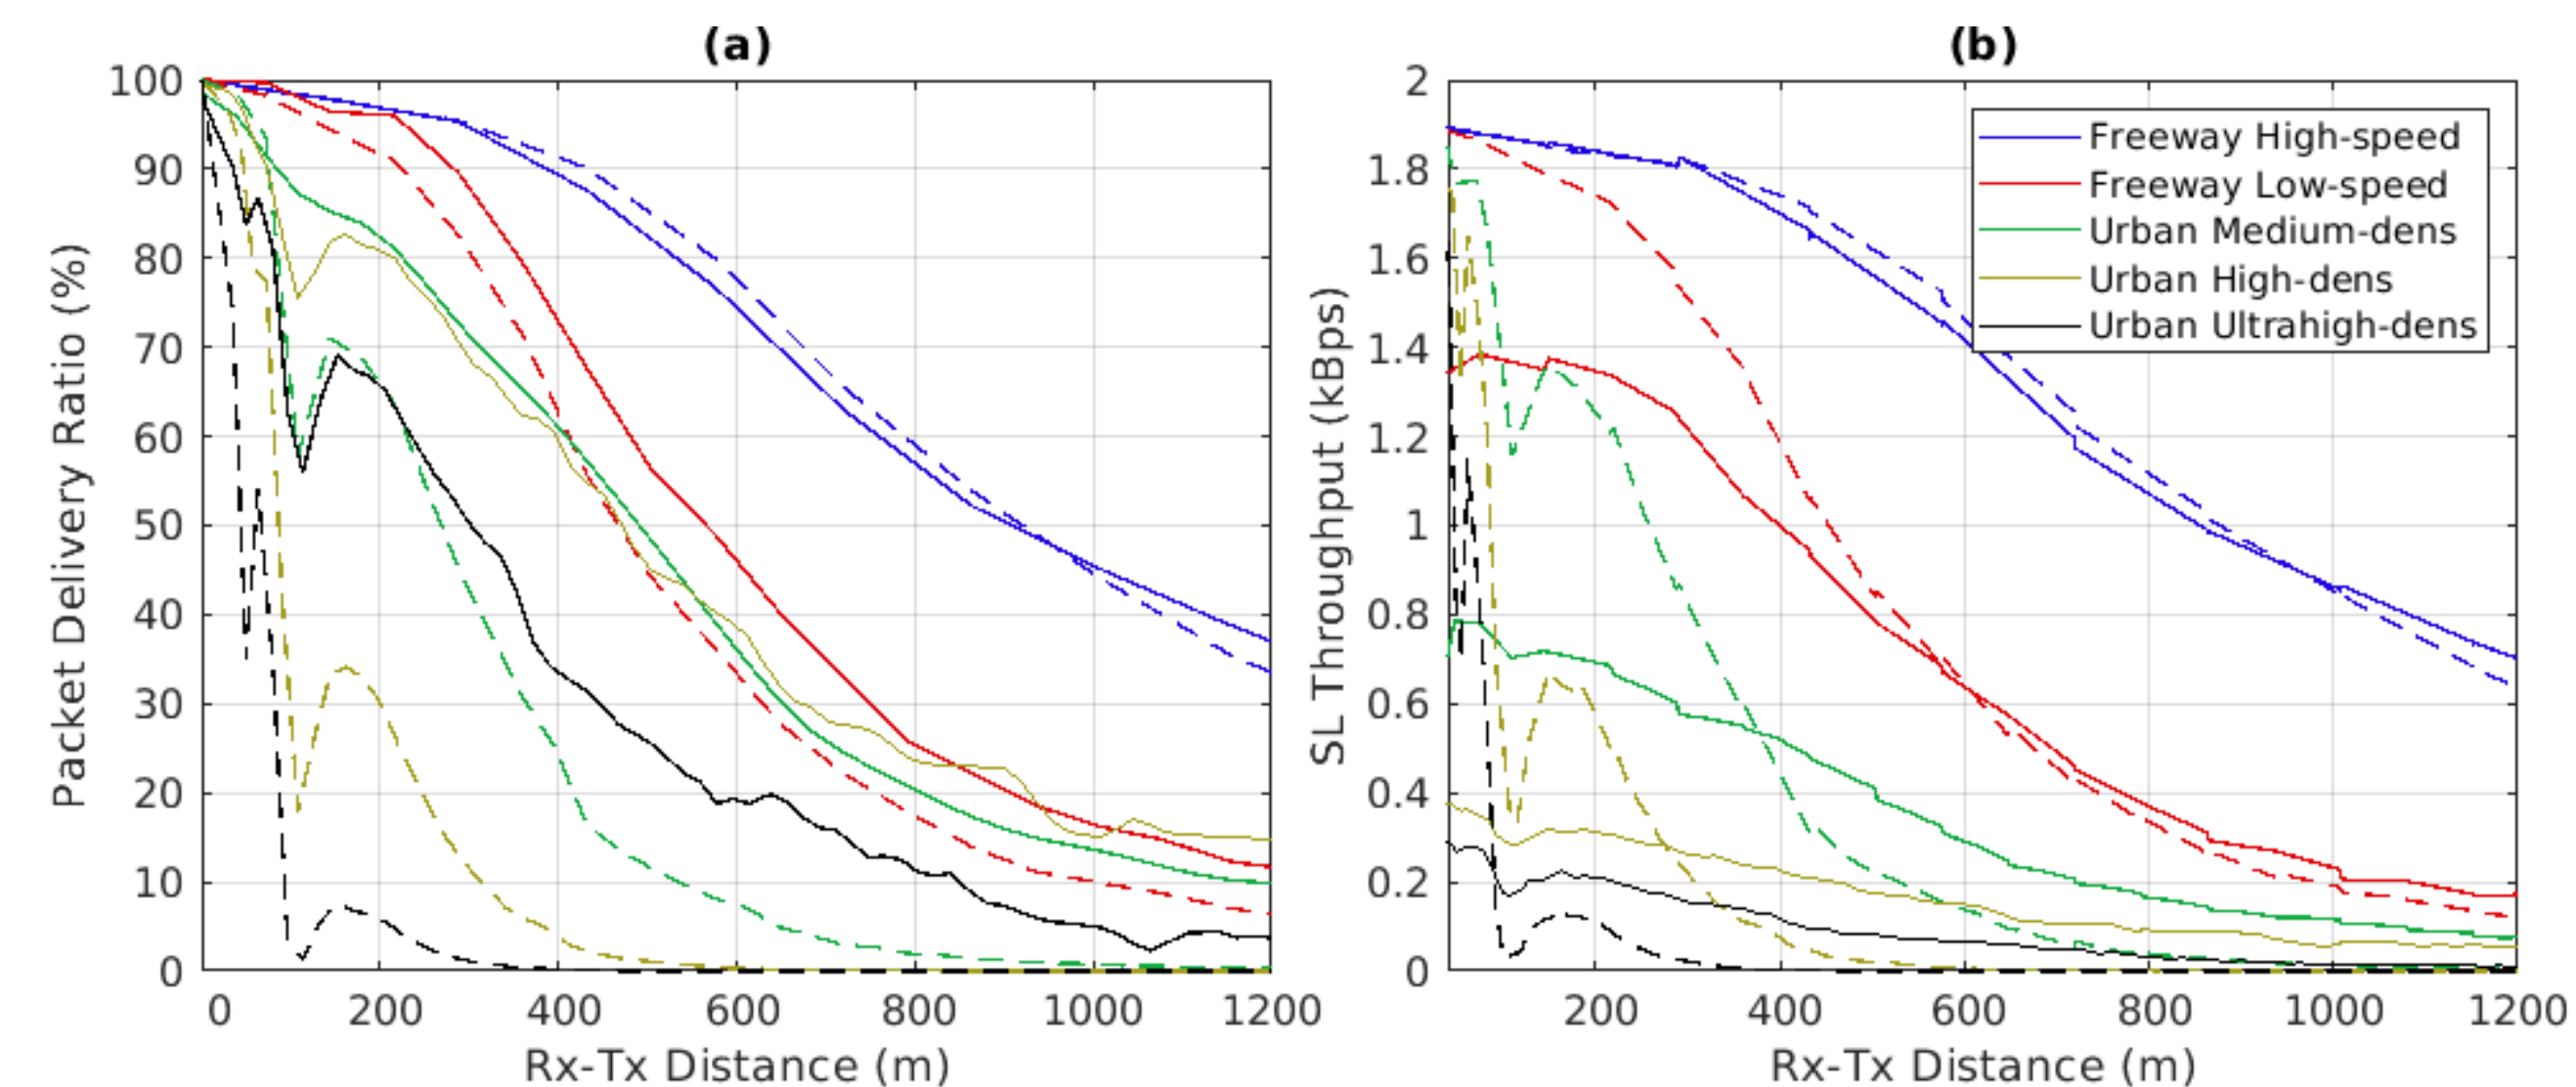 (a)
Packet Delivery Ratio (%)
100
90
80
70
60
50
40
30
20
10
0
0 200 400 600 800 1000 1200
Rx-Tx Distance (m)
(b)
SL Throughput (kBps)
2
1.8
1.6
1.4
1.2
1
0.8
0.6
0.4
0.2
0
200 400 600 800 1000 1200
Rx-Tx Distance (m)
Freeway High-speed
Freeway Low-speed
Urban Medium-dens
Urban High-dens
Urban Ultrahigh-dens